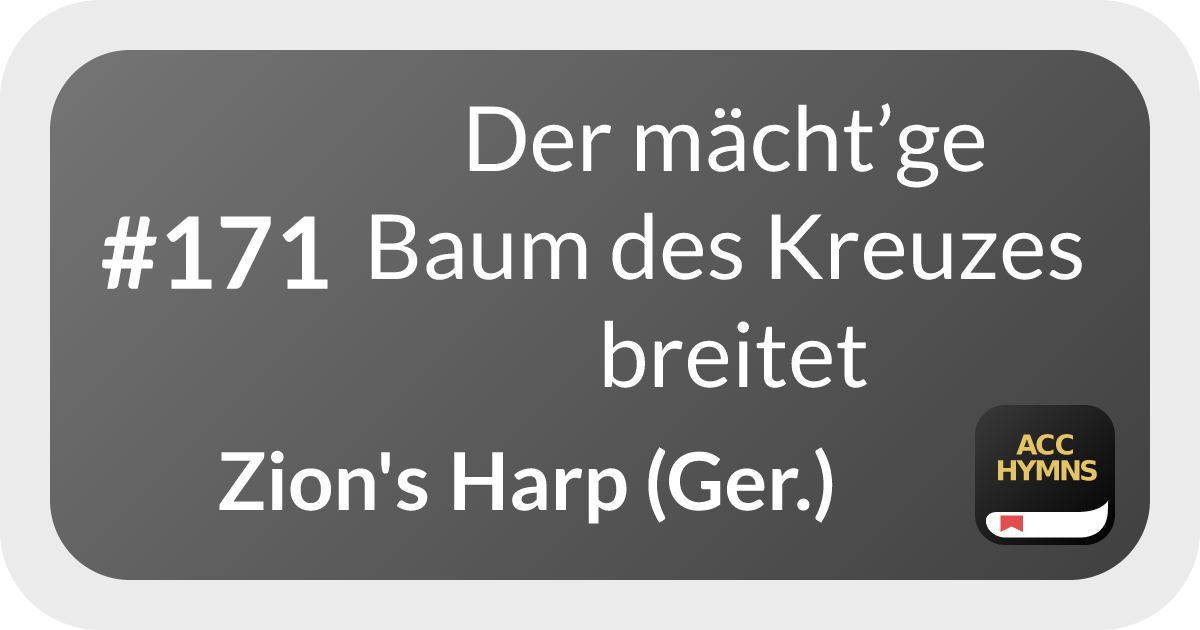 #171
Der mächt’ge
Baum des Kreuzes
breitet
Zion's Harp (Ger.)
ACC
HYMNS